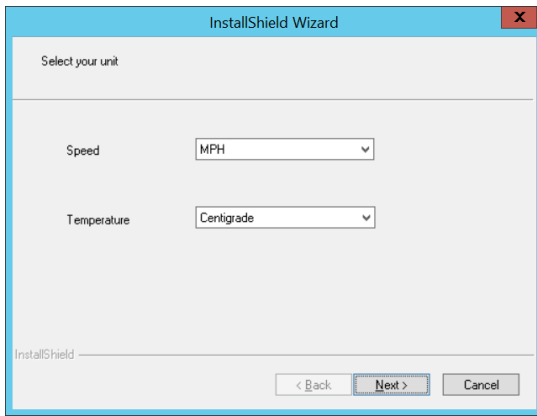 InstallShield Wizard
x
Select your unit
Speed
MPH
Temperature
Centigrade
InstallShield
< Back
Next >
Cancel